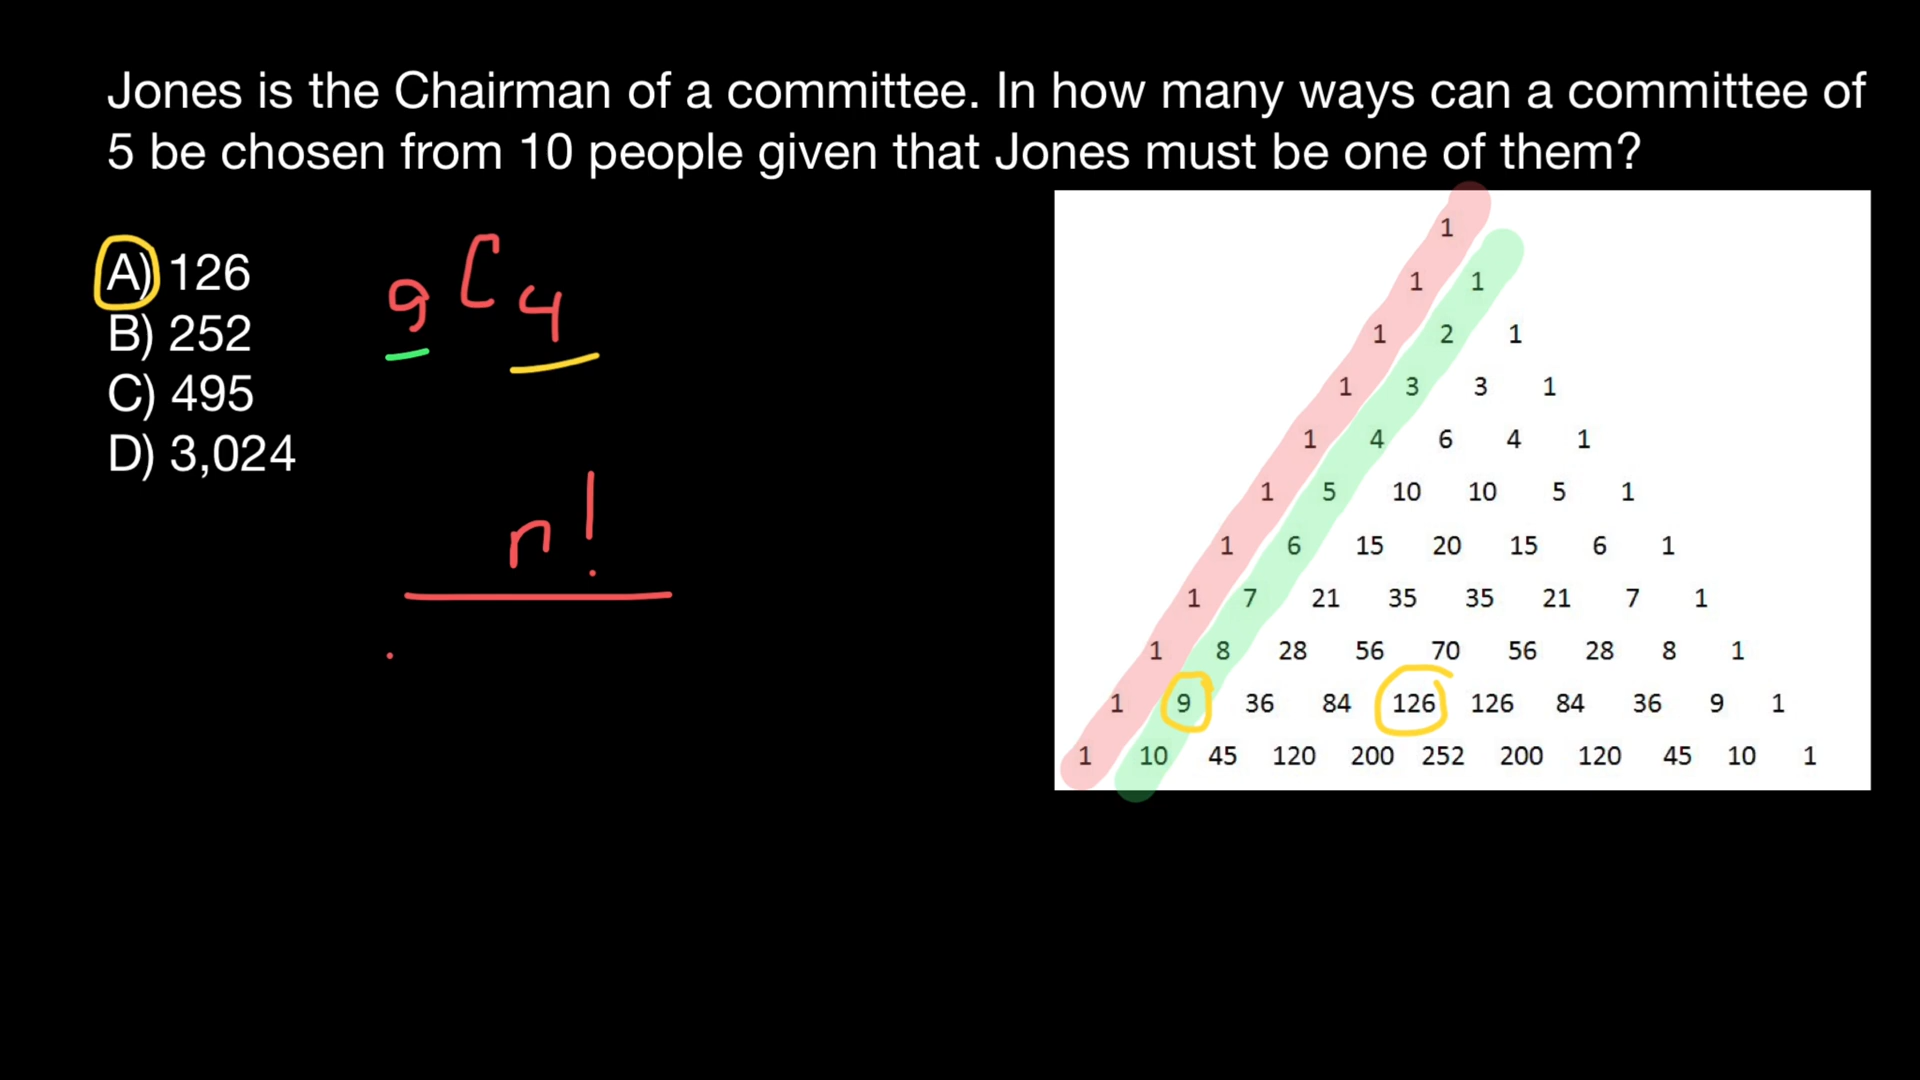 Jones is the Chairman of a committee. In how many ways can a committee of
5 be chosen from 10 people given that Jones must be one of them?
A) 126
B) 252
C) 495
D) 3,024
9 C 4
n!
1
1 1
1 2 1
1 3 3 1
1 4 6 4 1
1 5 10 10 5 1
1 6 15 20 15 6 1
1 7 21 35 35 21 7 1
1 8 28 56 70 56 28 8 1
1 9 36 84 126 126 84 36 9 1
1 10 45 120 200 252 200 120 45 10 1